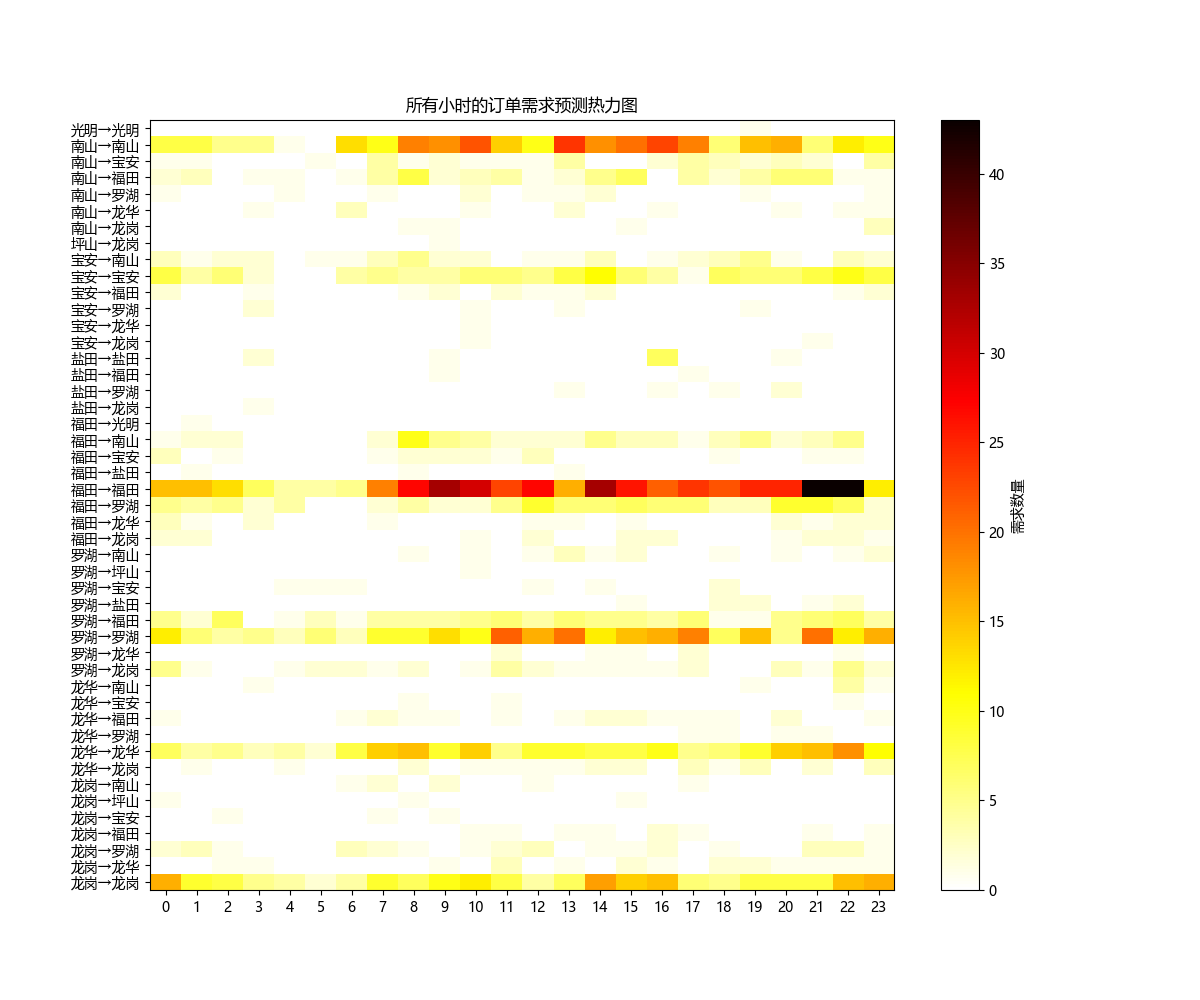 所有小时的订单需求预测热力图
光明→光明
南山→南山
南山→宝安
南山→福田
南山→罗湖
南山→龙华
南山→龙岗
坪山→龙岗
宝安→南山
宝安→宝安
宝安→福田
宝安→罗湖
宝安→龙华
宝安→龙岗
盐田→盐田
盐田→福田
盐田→罗湖
盐田→龙岗
福田→光明
福田→南山
福田→宝安
福田→盐田
福田→福田
福田→罗湖
福田→龙华
福田→龙岗
罗湖→南山
罗湖→坪山
罗湖→宝安
罗湖→盐田
罗湖→福田
罗湖→罗湖
罗湖→龙华
罗湖→龙岗
龙华→南山
龙华→宝安
龙华→福田
龙华→罗湖
龙华→龙华
龙华→龙岗
龙岗→南山
龙岗→坪山
龙岗→宝安
龙岗→福田
龙岗→罗湖
龙岗→龙华
龙岗→龙岗
0 1 2 3 4 5 6 7 8 9 10 11 12 13 14 15 16 17 18 19 20 21 22 23
40
35
30
25
20
15
10
5
0
需求数量